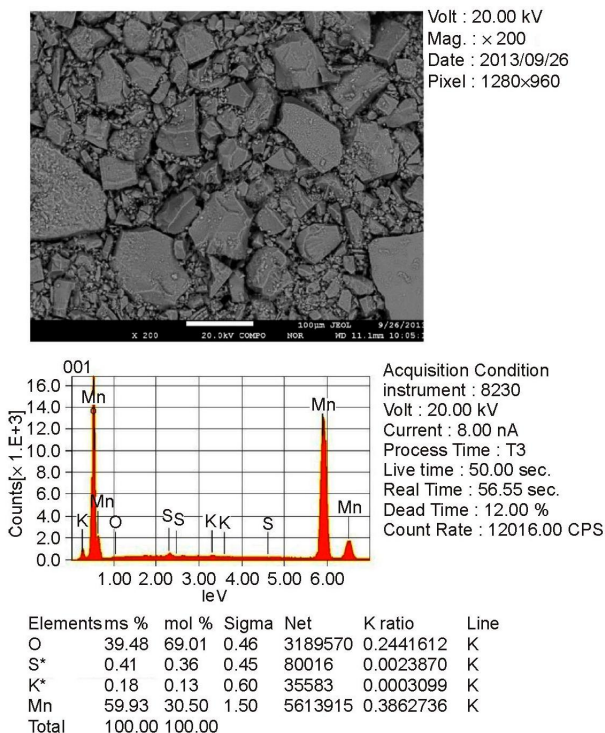 Volt : 20.00 kV
Mag. : × 200
Date : 2013/09/26
Pixel : 1280×960
100μm JEOL 9/26/201
X 200 20.0kV COMPO NOR WD 11.1mm 10:05:
001
16.0
14.0
12.0
10.0
8.0
6.0
4.0
2.0
0.0
Counts[× 1.E+3]
Mn
Mn
K
O
S S
K K
S
Mn
Mn
1.00 2.00 3.00 4.00 5.00 6.00
leV
Acquisition Condition
instrument : 8230
Volt : 20.00 kV
Current : 8.00 nA
Process Time : T3
Live time : 50.00 sec.
Real Time : 56.55 sec.
Dead Time : 12.00 %
Count Rate : 12016.00 CPS
Elements ms % mol % Sigma Net K ratio Line
O 39.48 69.01 0.46 3189570 0.2441612 K
S* 0.41 0.36 0.45 80016 0.0023870 K
K* 0.18 0.13 0.60 35583 0.0003099 K
Mn 59.93 30.50 1.50 5613915 0.3862736 K
Total 100.00 100.00